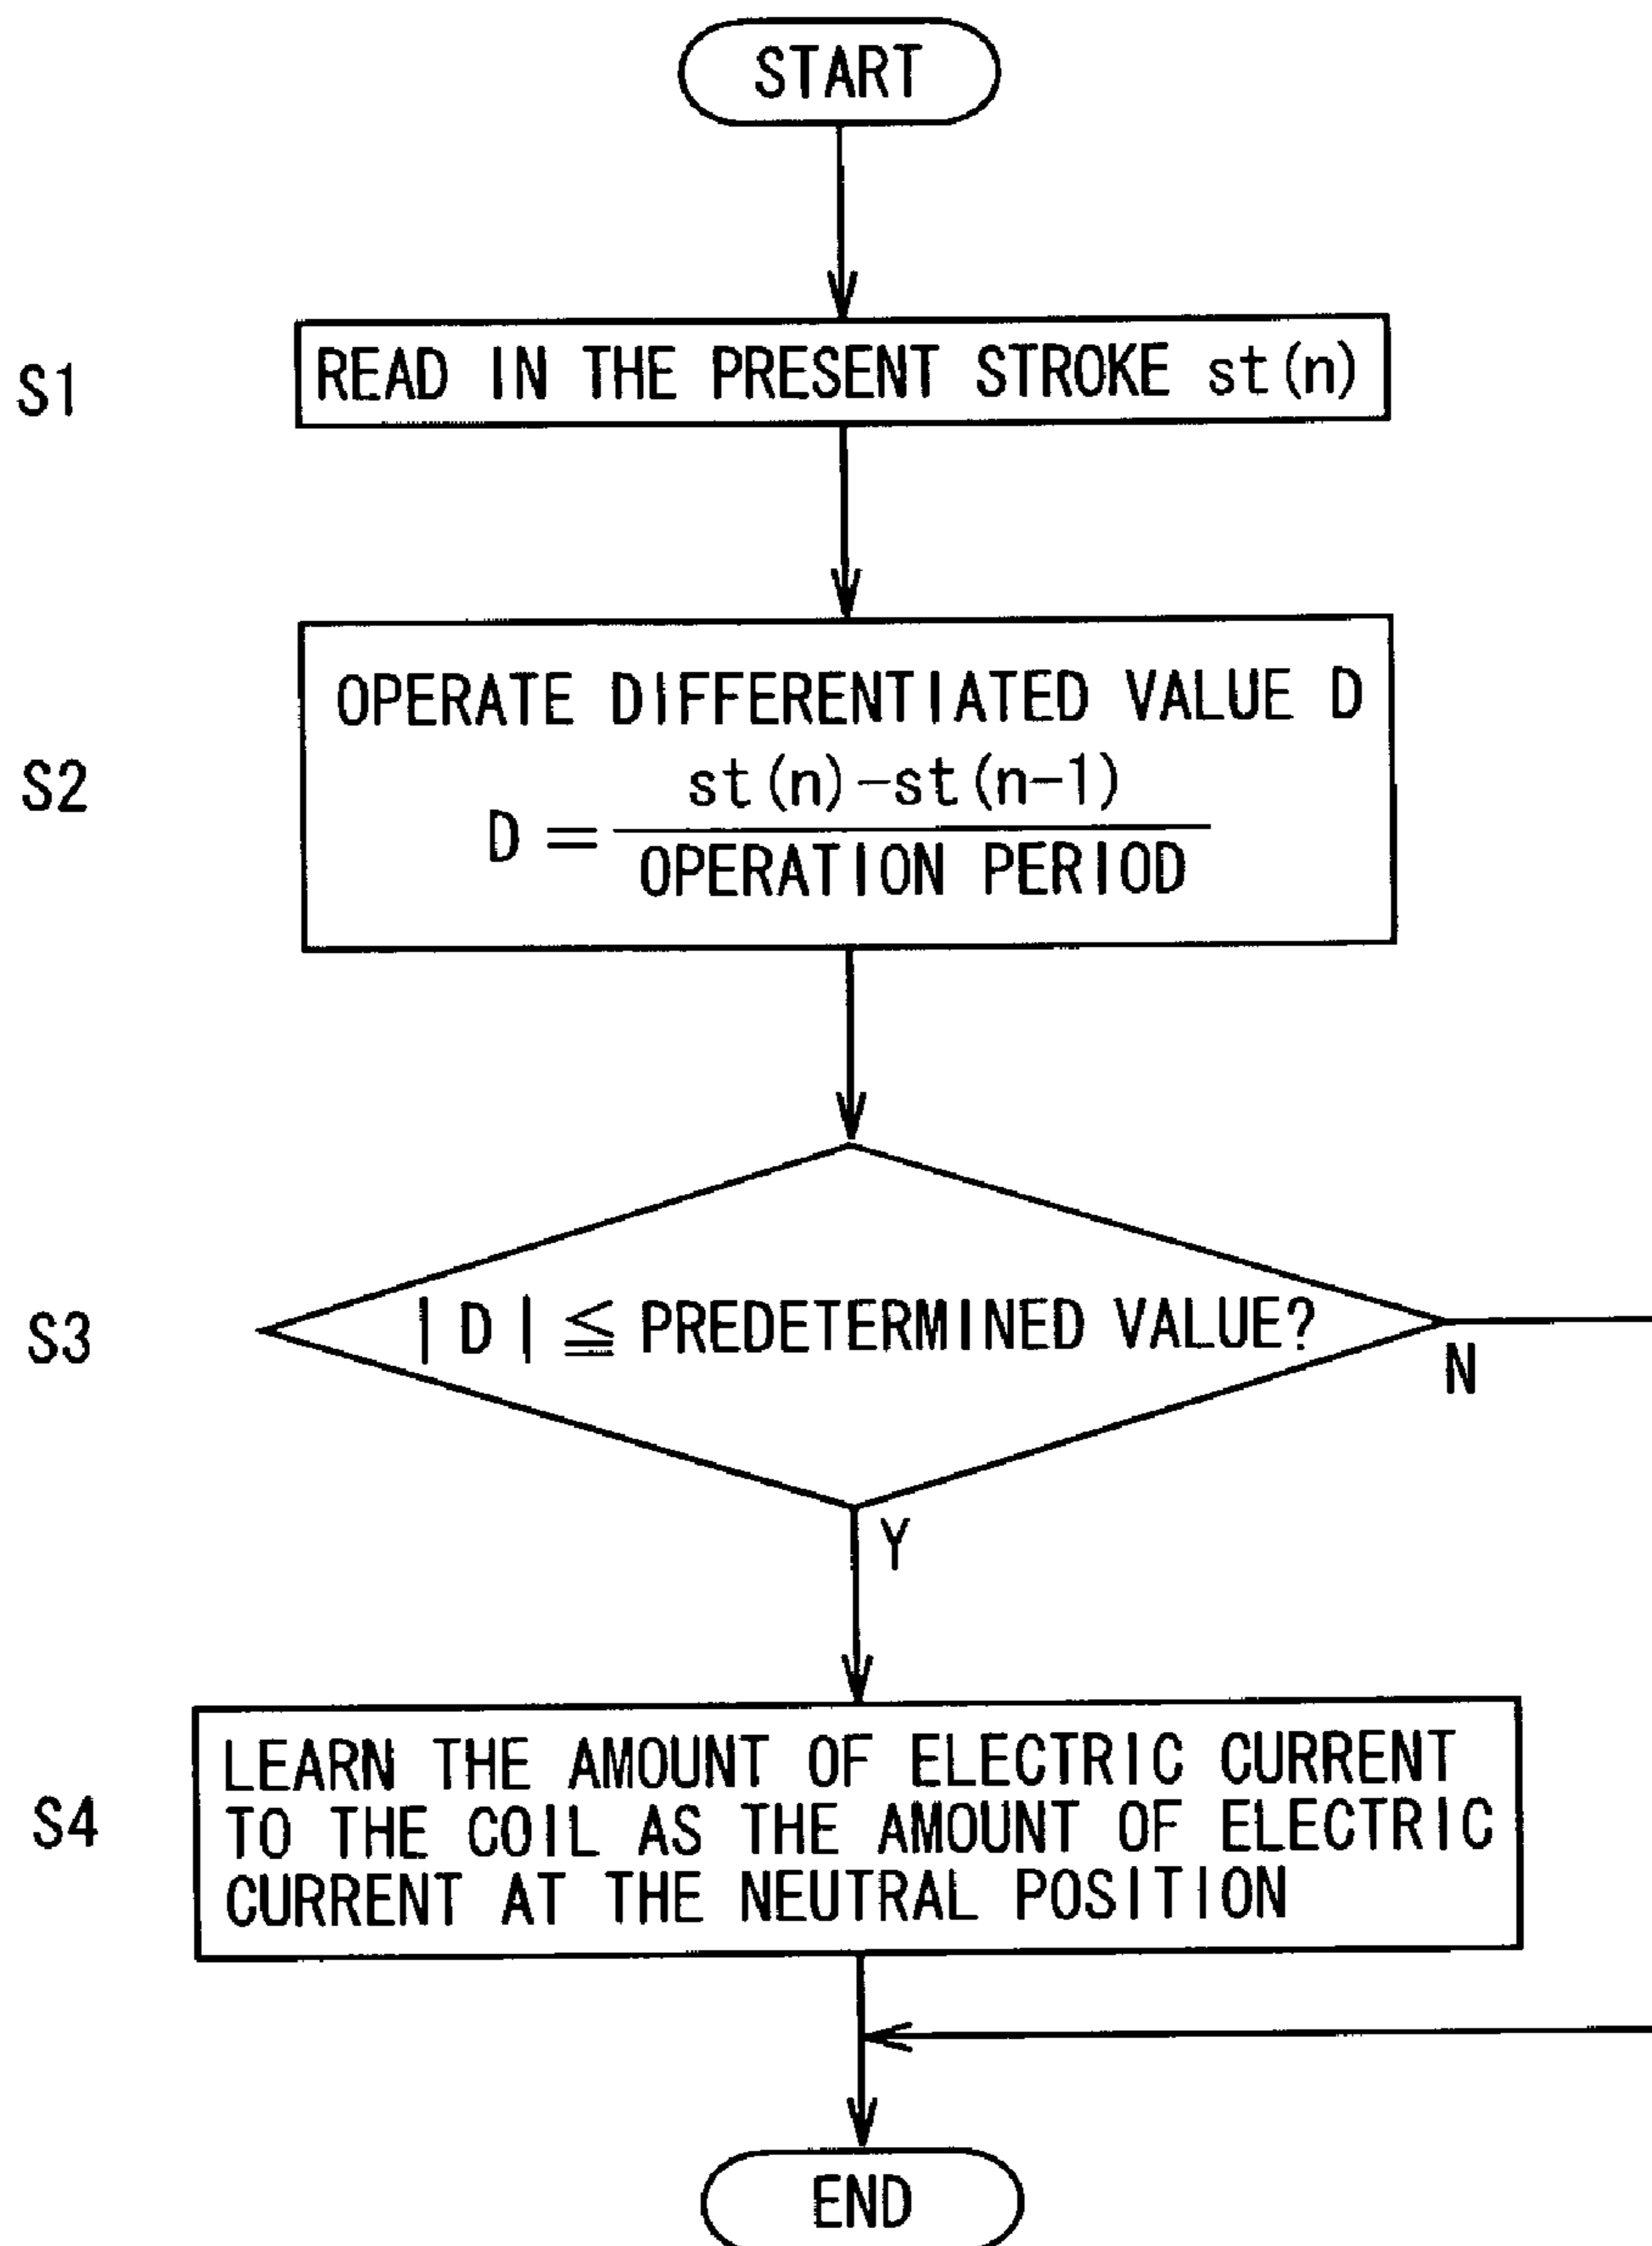 START
S1
READ IN THE PRESENT STROKE st(n)
S2
OPERATE DIFFERENTIATED VALUE D
st(n)-st(n-1)
D =
OPERATION PERIOD
S3
| D | ≦ PREDETERMINED VALUE?
N
Y
S4
LEARN THE AMOUNT OF ELECTRIC CURRENT
TO THE COIL AS THE AMOUNT OF ELECTRIC
CURRENT AT THE NEUTRAL POSITION
END